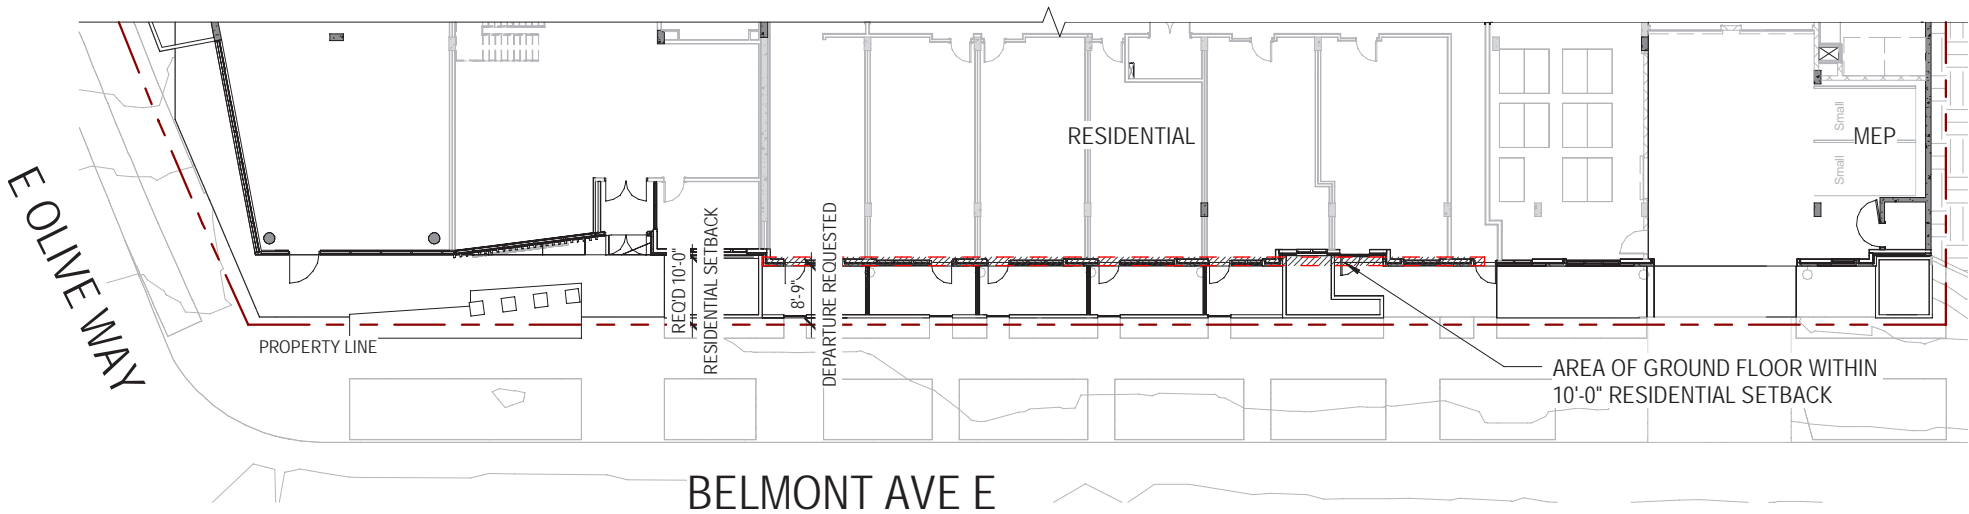 RESIDENTIAL
MEP
Small
Small
E OLIVE WAY
REQ'D 10'-0"
RESIDENTIAL SETBACK
8'-9"
DEPARTURE REQUESTED
PROPERTY LINE
AREA OF GROUND FLOOR WITHIN
10'-0" RESIDENTIAL SETBACK
BELMONT AVE E